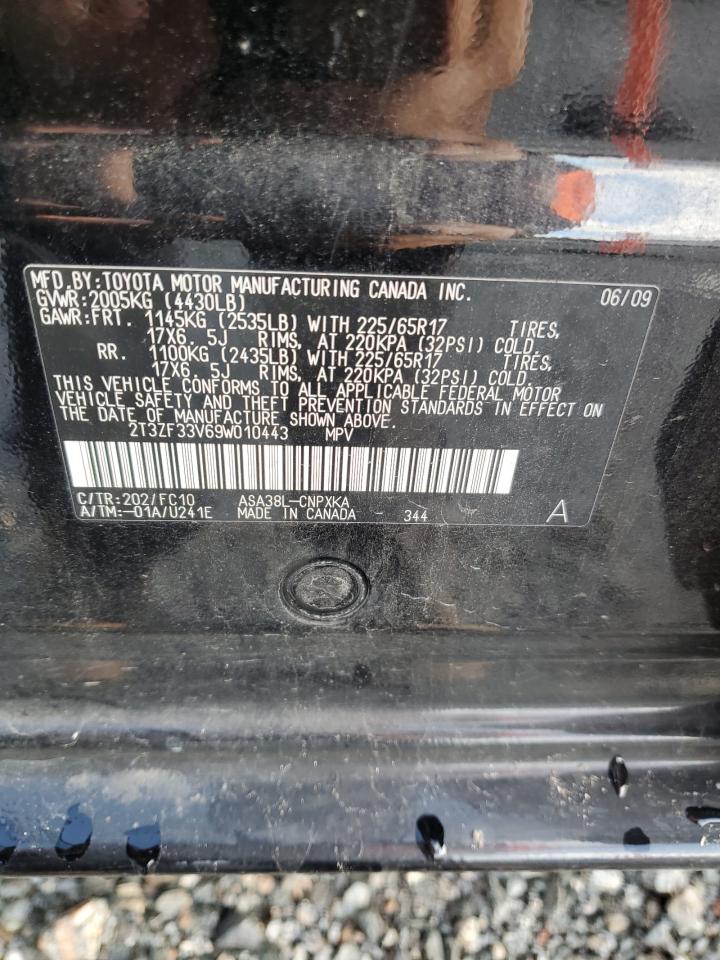 MFD.BY:TOYOTA MOTOR MANUFACTURING CANADA INC. 06/09
GVWR:2005KG (4430LB)
GAWR:FRT. 1145KG (2535LB) WITH 225/65R17 TIRES,
17X6. 5J RIMS, AT 220KPA (32PSI) COLD.
RR. 1100KG (2435LB) WITH 225/65R17 TIRES,
17X6. 5J RIMS, AT 220KPA (32PSI) COLD.
THIS VEHICLE CONFORMS TO ALL APPLICABLE FEDERAL MOTOR
VEHICLE SAFETY AND THEFT PREVENTION STANDARDS IN EFFECT ON
THE DATE OF MANUFACTURE SHOWN ABOVE.
2T3ZF33V69W010443 MPV
C/TR:202/FC10 ASA38L-CNPXKA
A/TM:-01A/U241E MADE IN CANADA 344 A